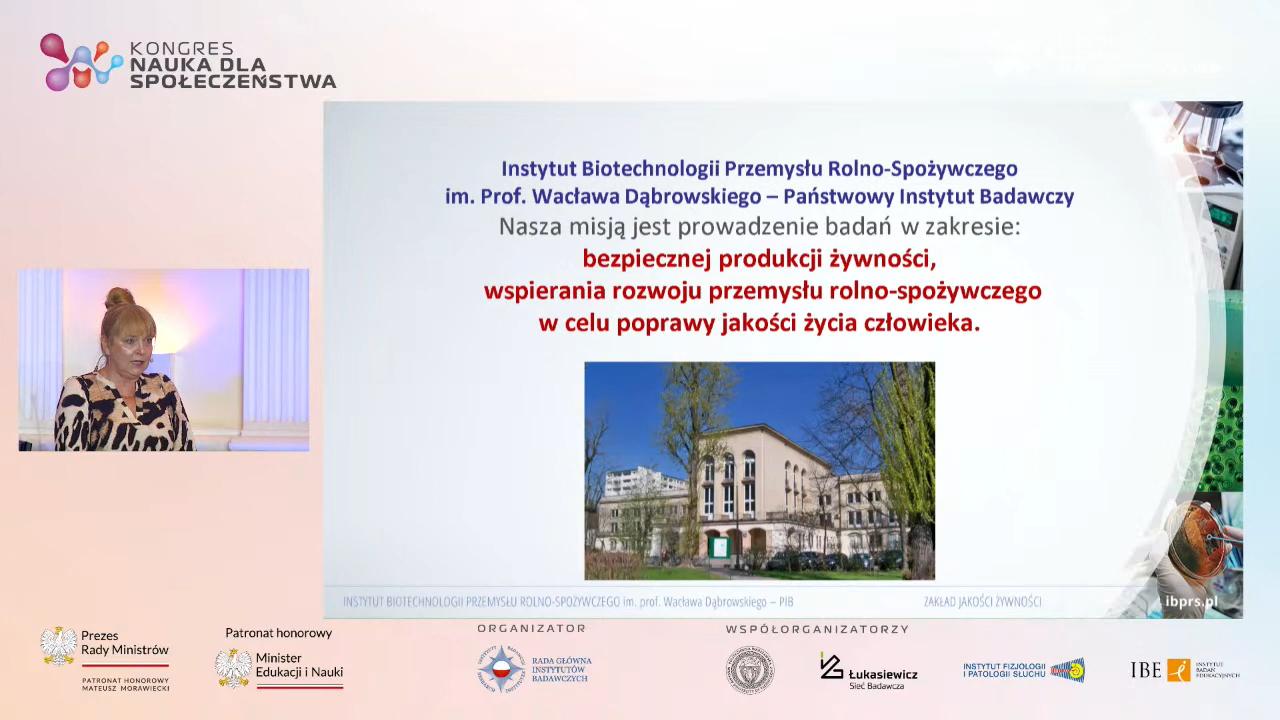 KONGRES
NAUKA DLA
SPOŁECZEŃSTWA
Instytut Biotechnologii Przemysłu Rolno-Spożywczego
im. Prof. Wacława Dąbrowskiego – Państwowy Instytut Badawczy
Nasza misją jest prowadzenie badań w zakresie:
bezpiecznej produkcji żywności,
wspierania rozwoju przemysłu rolno-spożywczego
w celu poprawy jakości życia człowieka.
INSTYTUT BIOTECHNOLOGII PRZEMYSŁU ROLNO-SPOŻYWCZEGO im. prof. Wacława Dąbrowskiego – PIB
ZAKŁAD JAKOŚCI ŻYWNOŚCI
ibprs.pl
Prezes
Rady Ministrów
PATRONAT HONOROWY
MATEUSZ MORAWIECKI
Patronat honorowy
Minister
Edukacji i Nauki
ORGANIZATOR
RADA GŁÓWNA
INSTYTUTÓW
BADAWCZYCH
WSPÓŁORGANIZATORZY
Łukasiewicz
Sieć Badawcza
INSTYTUT FIZJOLOGII
I PATOLOGII SŁUCHU
IBE
INSTYTUT
BADAŃ
EDUKACYJNYCH